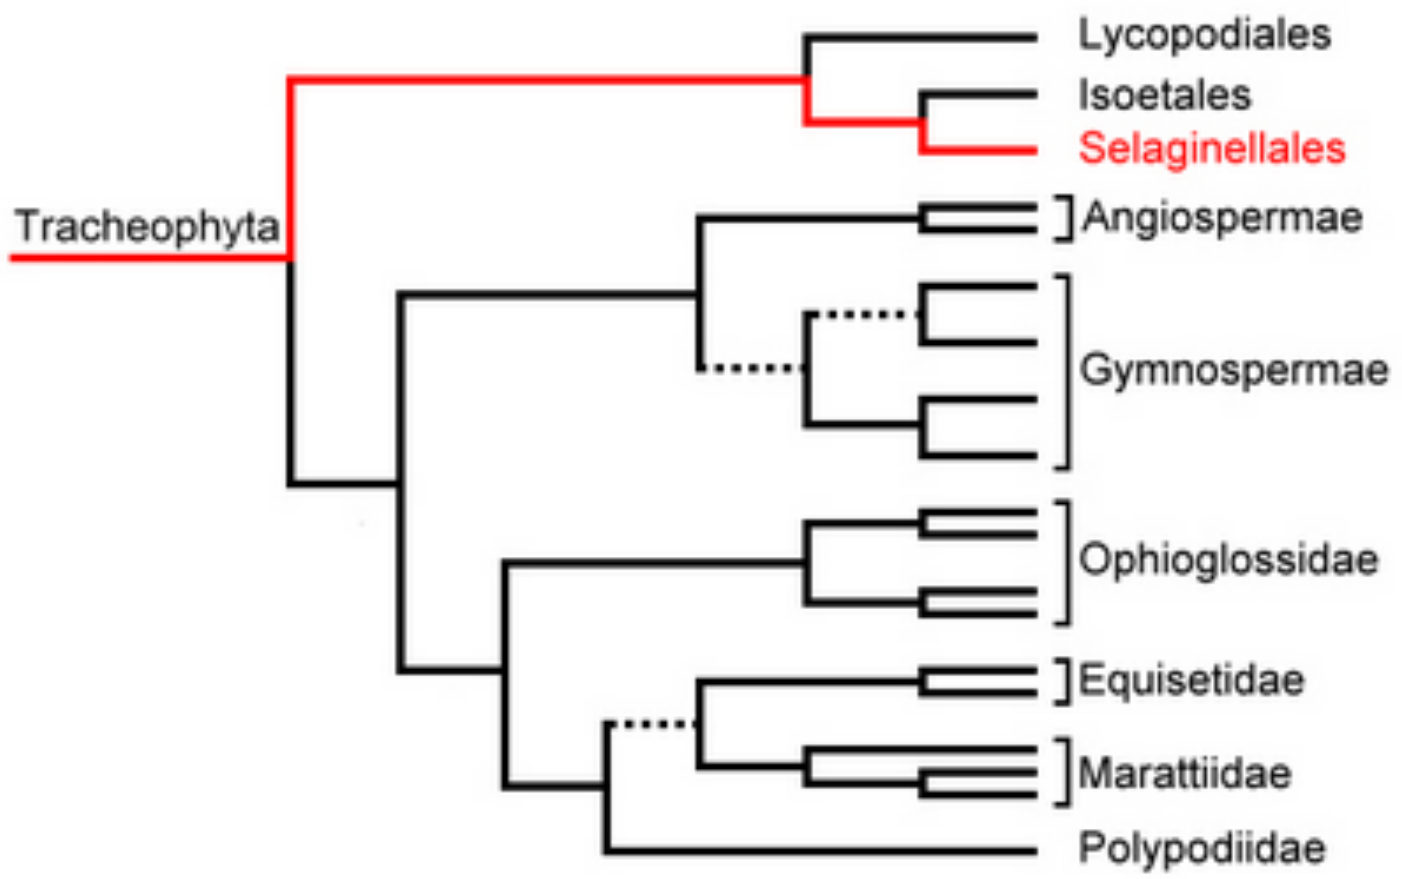 Lycopodiales
Isoetales
Selaginellales
Tracheophyta
Angiospermae
Gymnospermae
Ophioglossidae
Equisetidae
Marattiidae
Polypodiidae